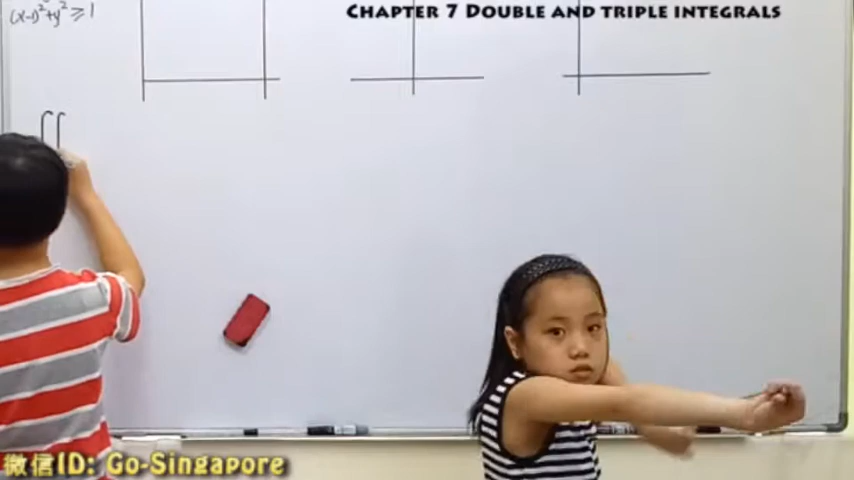 (x-1)²+y²≥1
CHAPTER 7 DOUBLE AND TRIPLE INTEGRALS
∫∫
微信ID: Go-Singapore